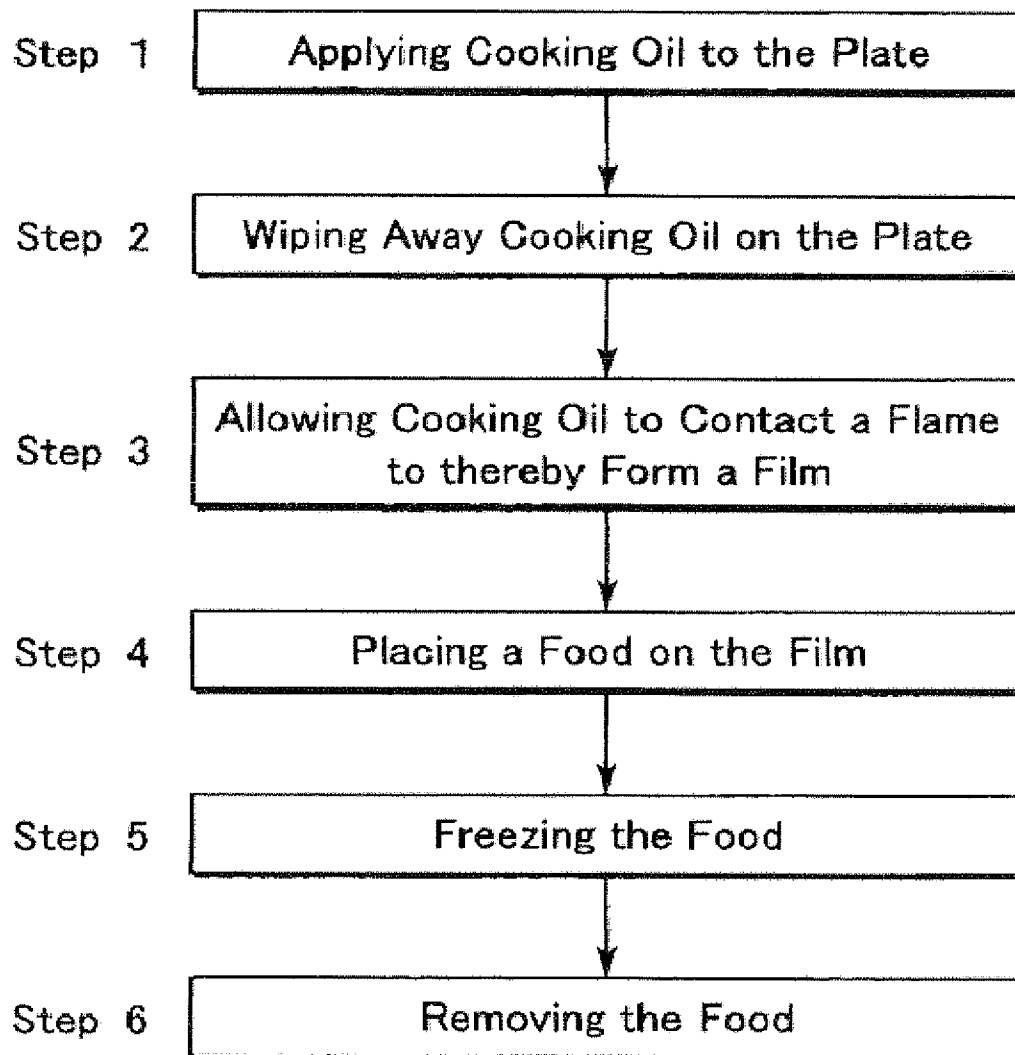 Step 1 Applying Cooking Oil to the Plate
Step 2 Wiping Away Cooking Oil on the Plate
Step 3 Allowing Cooking Oil to Contact a Flame
to thereby Form a Film
Step 4 Placing a Food on the Film
Step 5 Freezing the Food
Step 6 Removing the Food